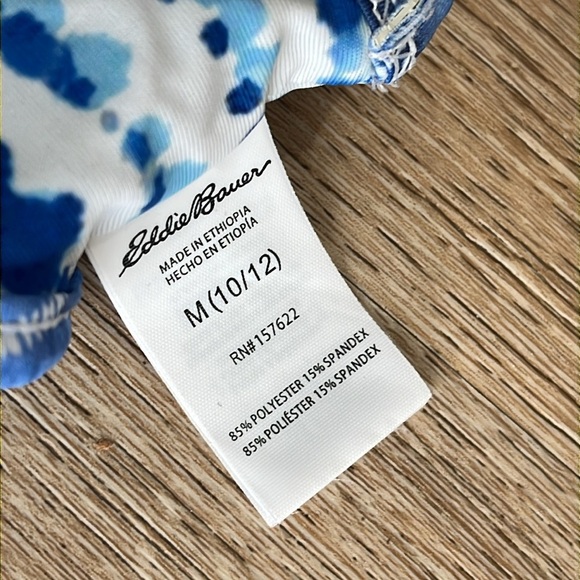 Eddie Bauer
MADE IN ETHIOPIA
HECHO EN ETIOPÍA
M (10/12)
RN#157622
85% POLYESTER 15% SPANDEX
85% POLIÉSTER 15% SPANDEX